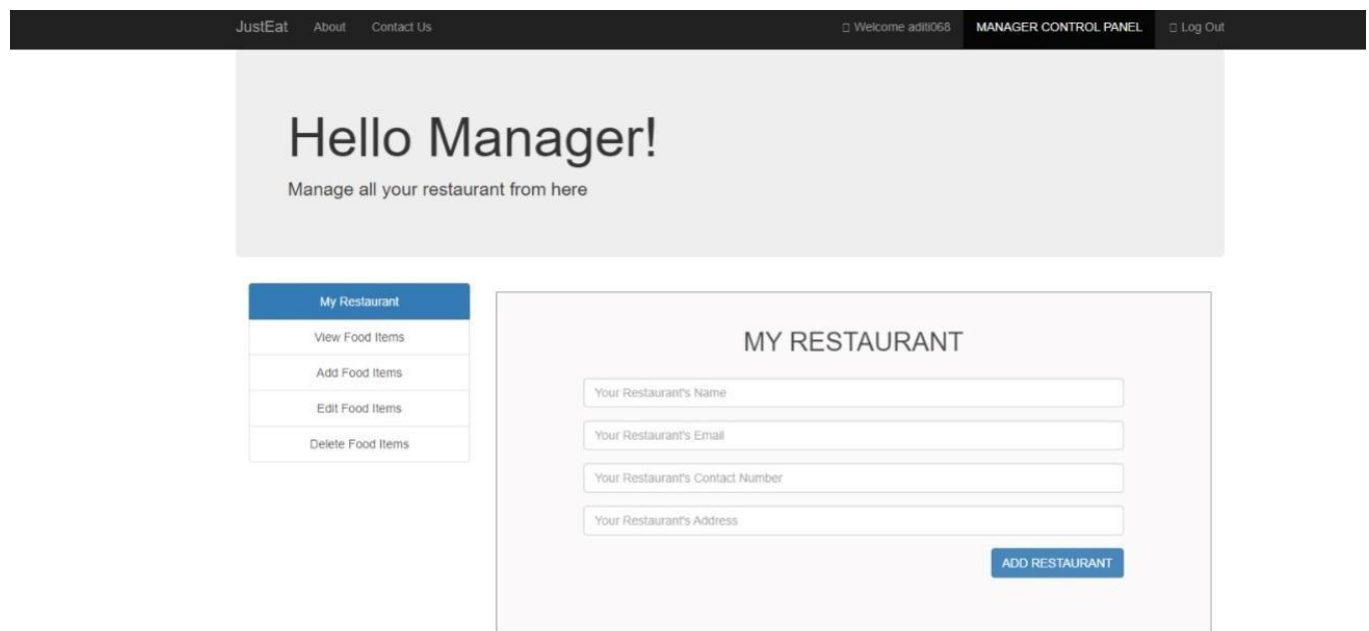 JustEat About Contact Us Welcome aditi068 MANAGER CONTROL PANEL Log Out
Hello Manager!
Manage all your restaurant from here
My Restaurant
View Food Items
Add Food Items
Edit Food Items
Delete Food Items
MY RESTAURANT
Your Restaurant's Name
Your Restaurant's Email
Your Restaurant's Contact Number
Your Restaurant's Address
ADD RESTAURANT